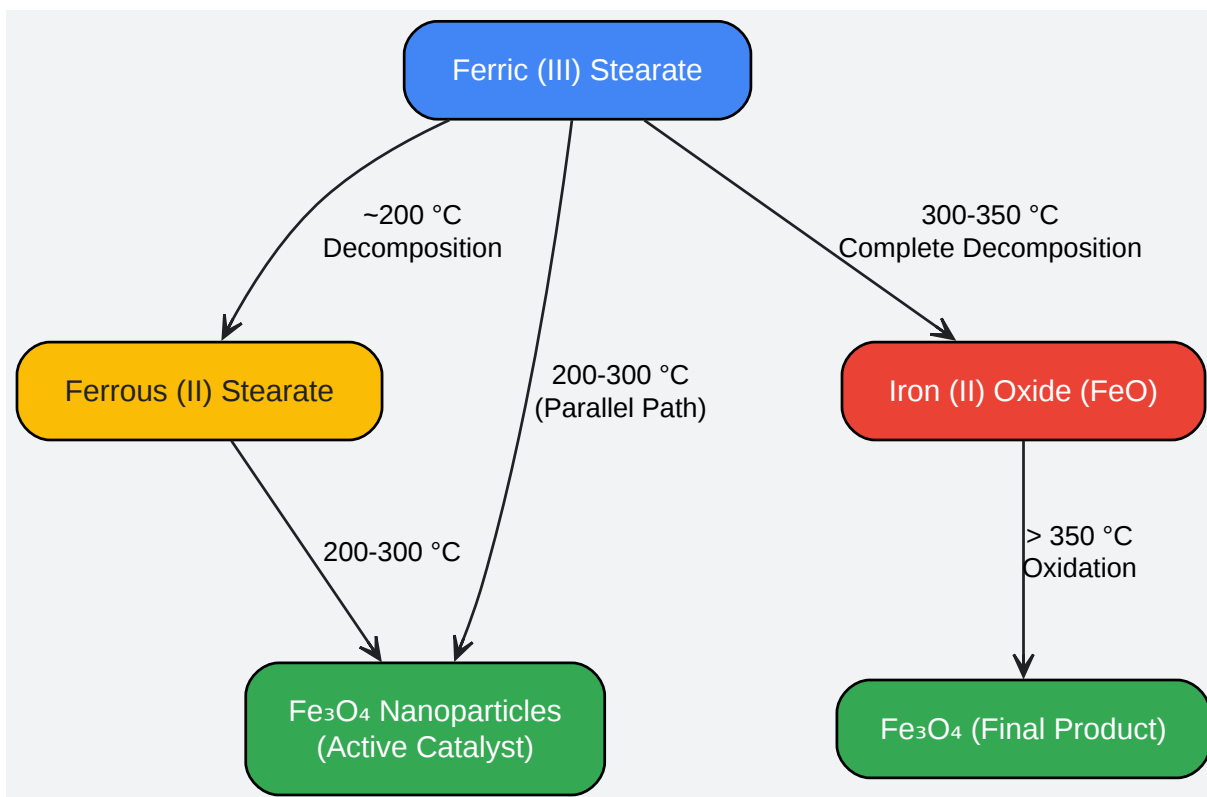 Ferric (III) Stearate
~200 °C
Decomposition
300-350 °C
Complete Decomposition
Ferrous (II) Stearate
200-300 °C
(Parallel Path)
Iron (II) Oxide (FeO)
200-300 °C
> 350 °C
Oxidation
Fe₃O₄ Nanoparticles
(Active Catalyst)
Fe₃O₄ (Final Product)